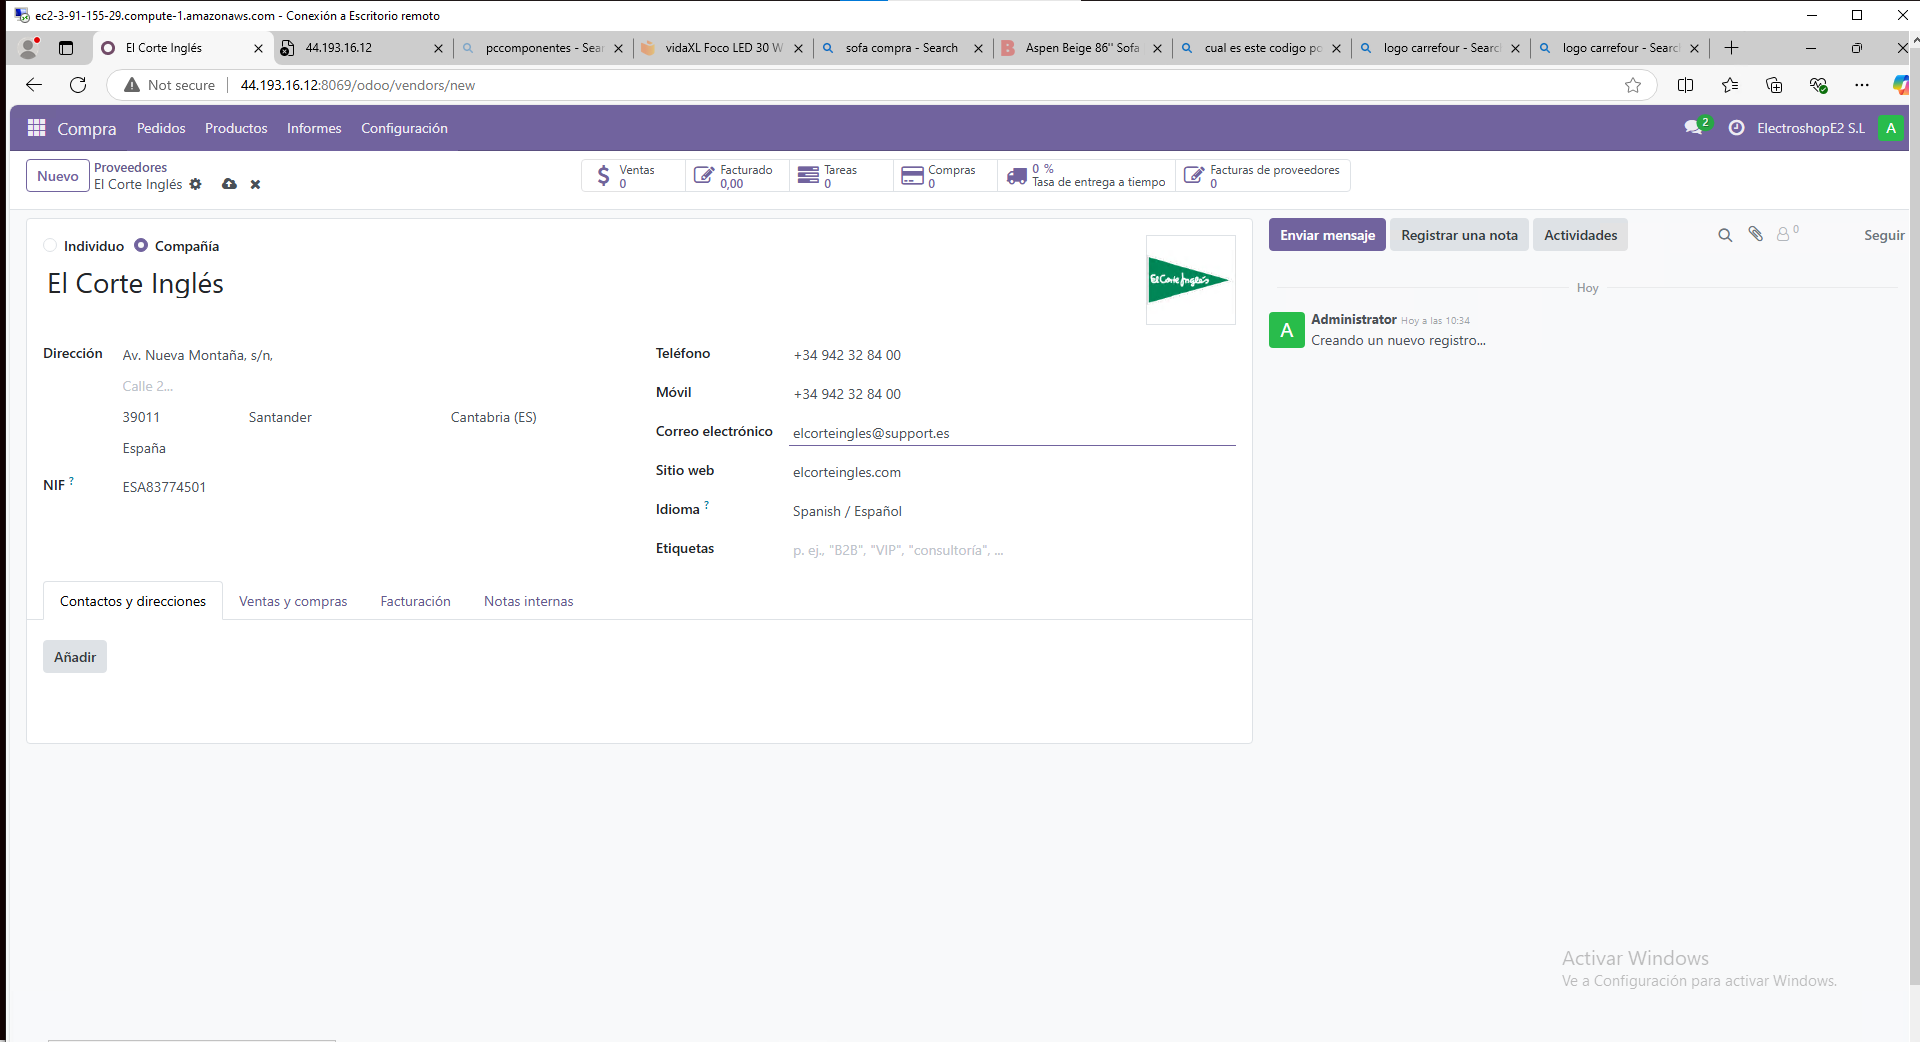 ec2-3-91-155-29.compute-1.amazonaws.com - Conexión a Escritorio remoto
El Corte Inglés
44.193.16.12
pccomponentes - Sear
vidaXL Foco LED 30 W
sofa compra - Search
Aspen Beige 86" Sofa
cual es este codigo po
logo carrefour - Searc
logo carrefour - Searc
Not secure
44.193.16.12:8069/odoo/vendors/new
Compra
Pedidos
Productos
Informes
Configuración
2
ElectroshopE2 S.L
A
Nuevo
Proveedores
El Corte Inglés
Ventas
0
Facturado
0,00
Tareas
0
Compras
0
0 %
Tasa de entrega a tiempo
Facturas de proveedores
0
Individuo
Compañía
El Corte Inglés
El Corte Inglés
Dirección
Av. Nueva Montaña, s/n,
Calle 2...
39011
Santander
Cantabria (ES)
España
NIF ?
ESA83774501
Teléfono
+34 942 32 84 00
Móvil
+34 942 32 84 00
Correo electrónico
elcorteingles@support.es
Sitio web
elcorteingles.com
Idioma ?
Spanish / Español
Etiquetas
p. ej., "B2B", "VIP", "consultoría", ...
Contactos y direcciones
Ventas y compras
Facturación
Notas internas
Añadir
Enviar mensaje
Registrar una nota
Actividades
0
Seguir
Hoy
A
Administrator Hoy a las 10:34
Creando un nuevo registro...
Activar Windows
Ve a Configuración para activar Windows.